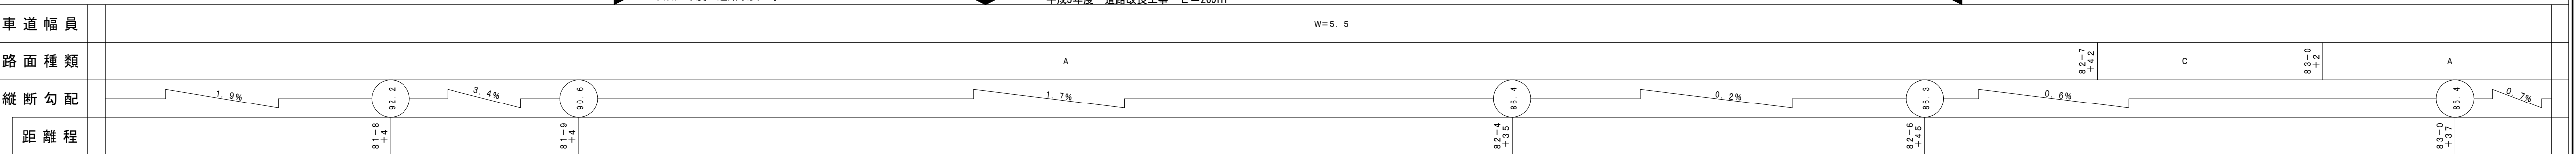 平成3年度 道路改良工事 L=200m
車道幅員
W=5.5
路面種類
A
82-7
+42
C
83-0
+2
A
縦断勾配
1.9%
92.2
3.4%
90.6
1.7%
86.4
0.2%
86.3
0.6%
85.4
0.7%
距離程
81-8
+4
81-9
+4
82-4
+35
82-6
+45
83-0
+37